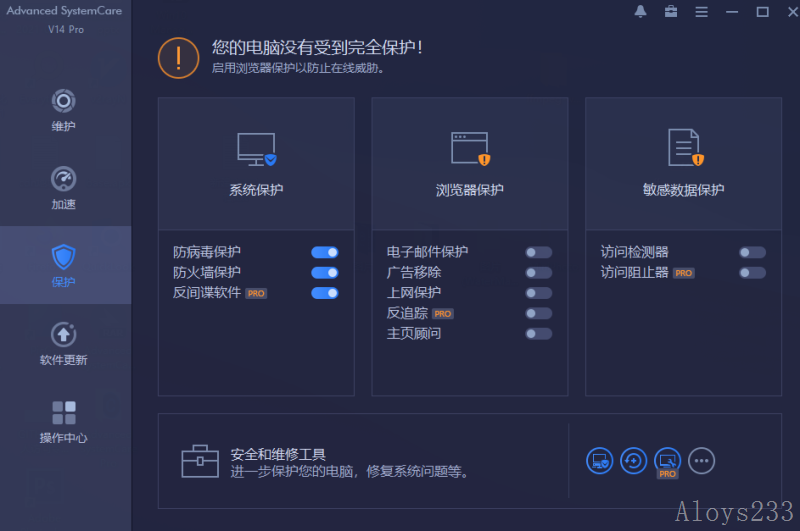 Advanced SystemCare
V14 Pro
维护
加速
保护
软件更新
操作中心
您的电脑没有受到完全保护！
启用浏览器保护以防止在线威胁。
系统保护
防病毒保护
防火墙保护
反间谍软件 PRO
浏览器保护
电子邮件保护
广告移除
上网保护
反追踪 PRO
主页顾问
敏感数据保护
访问检测器
访问阻止器 PRO
安全和维修工具
进一步保护您的电脑，修复系统问题等。
PRO
Aloys233